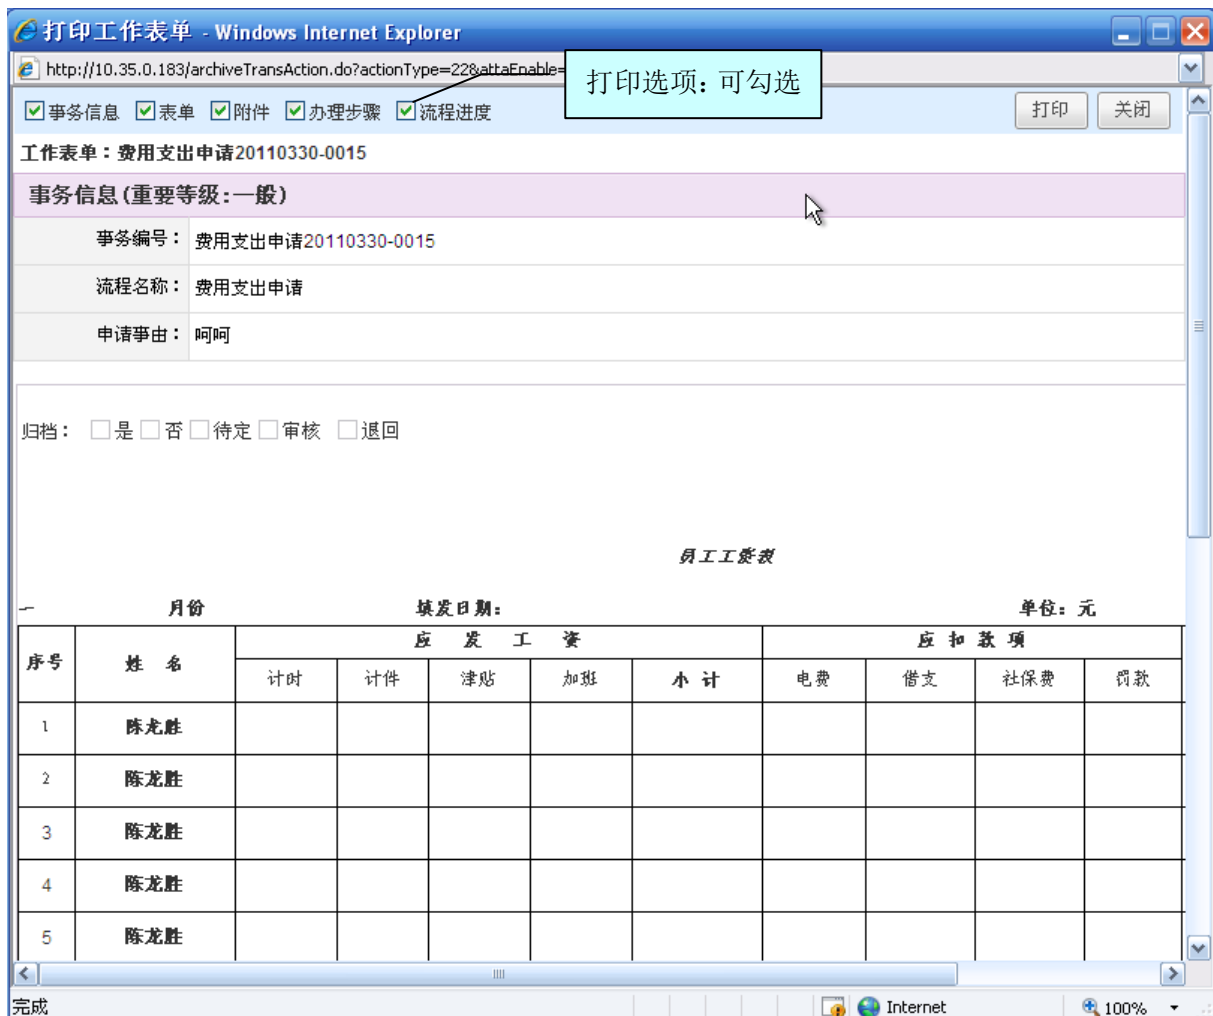 打印工作表单 - Windows Internet Explorer
http://10.35.0.183/archiveTransAction.do?actionType=22&attaEnable=
打印选项：可勾选
事务信息 表单 附件 办理步骤 流程进度 打印 关闭
工作表单：费用支出申请20110330-0015
事务信息(重要等级:一般)
事务编号： 费用支出申请20110330-0015
流程名称： 费用支出申请
申请事由： 呵呵
归档： 是 否 待定 审核 退回
员工工资表
月份 填发日期： 单位：元
序号 姓名 应发工资 应扣款项
计时 计件 津贴 加班 小计 电费 借支 社保费 罚款
1 陈龙胜
2 陈龙胜
3 陈龙胜
4 陈龙胜
5 陈龙胜
完成 Internet 100%